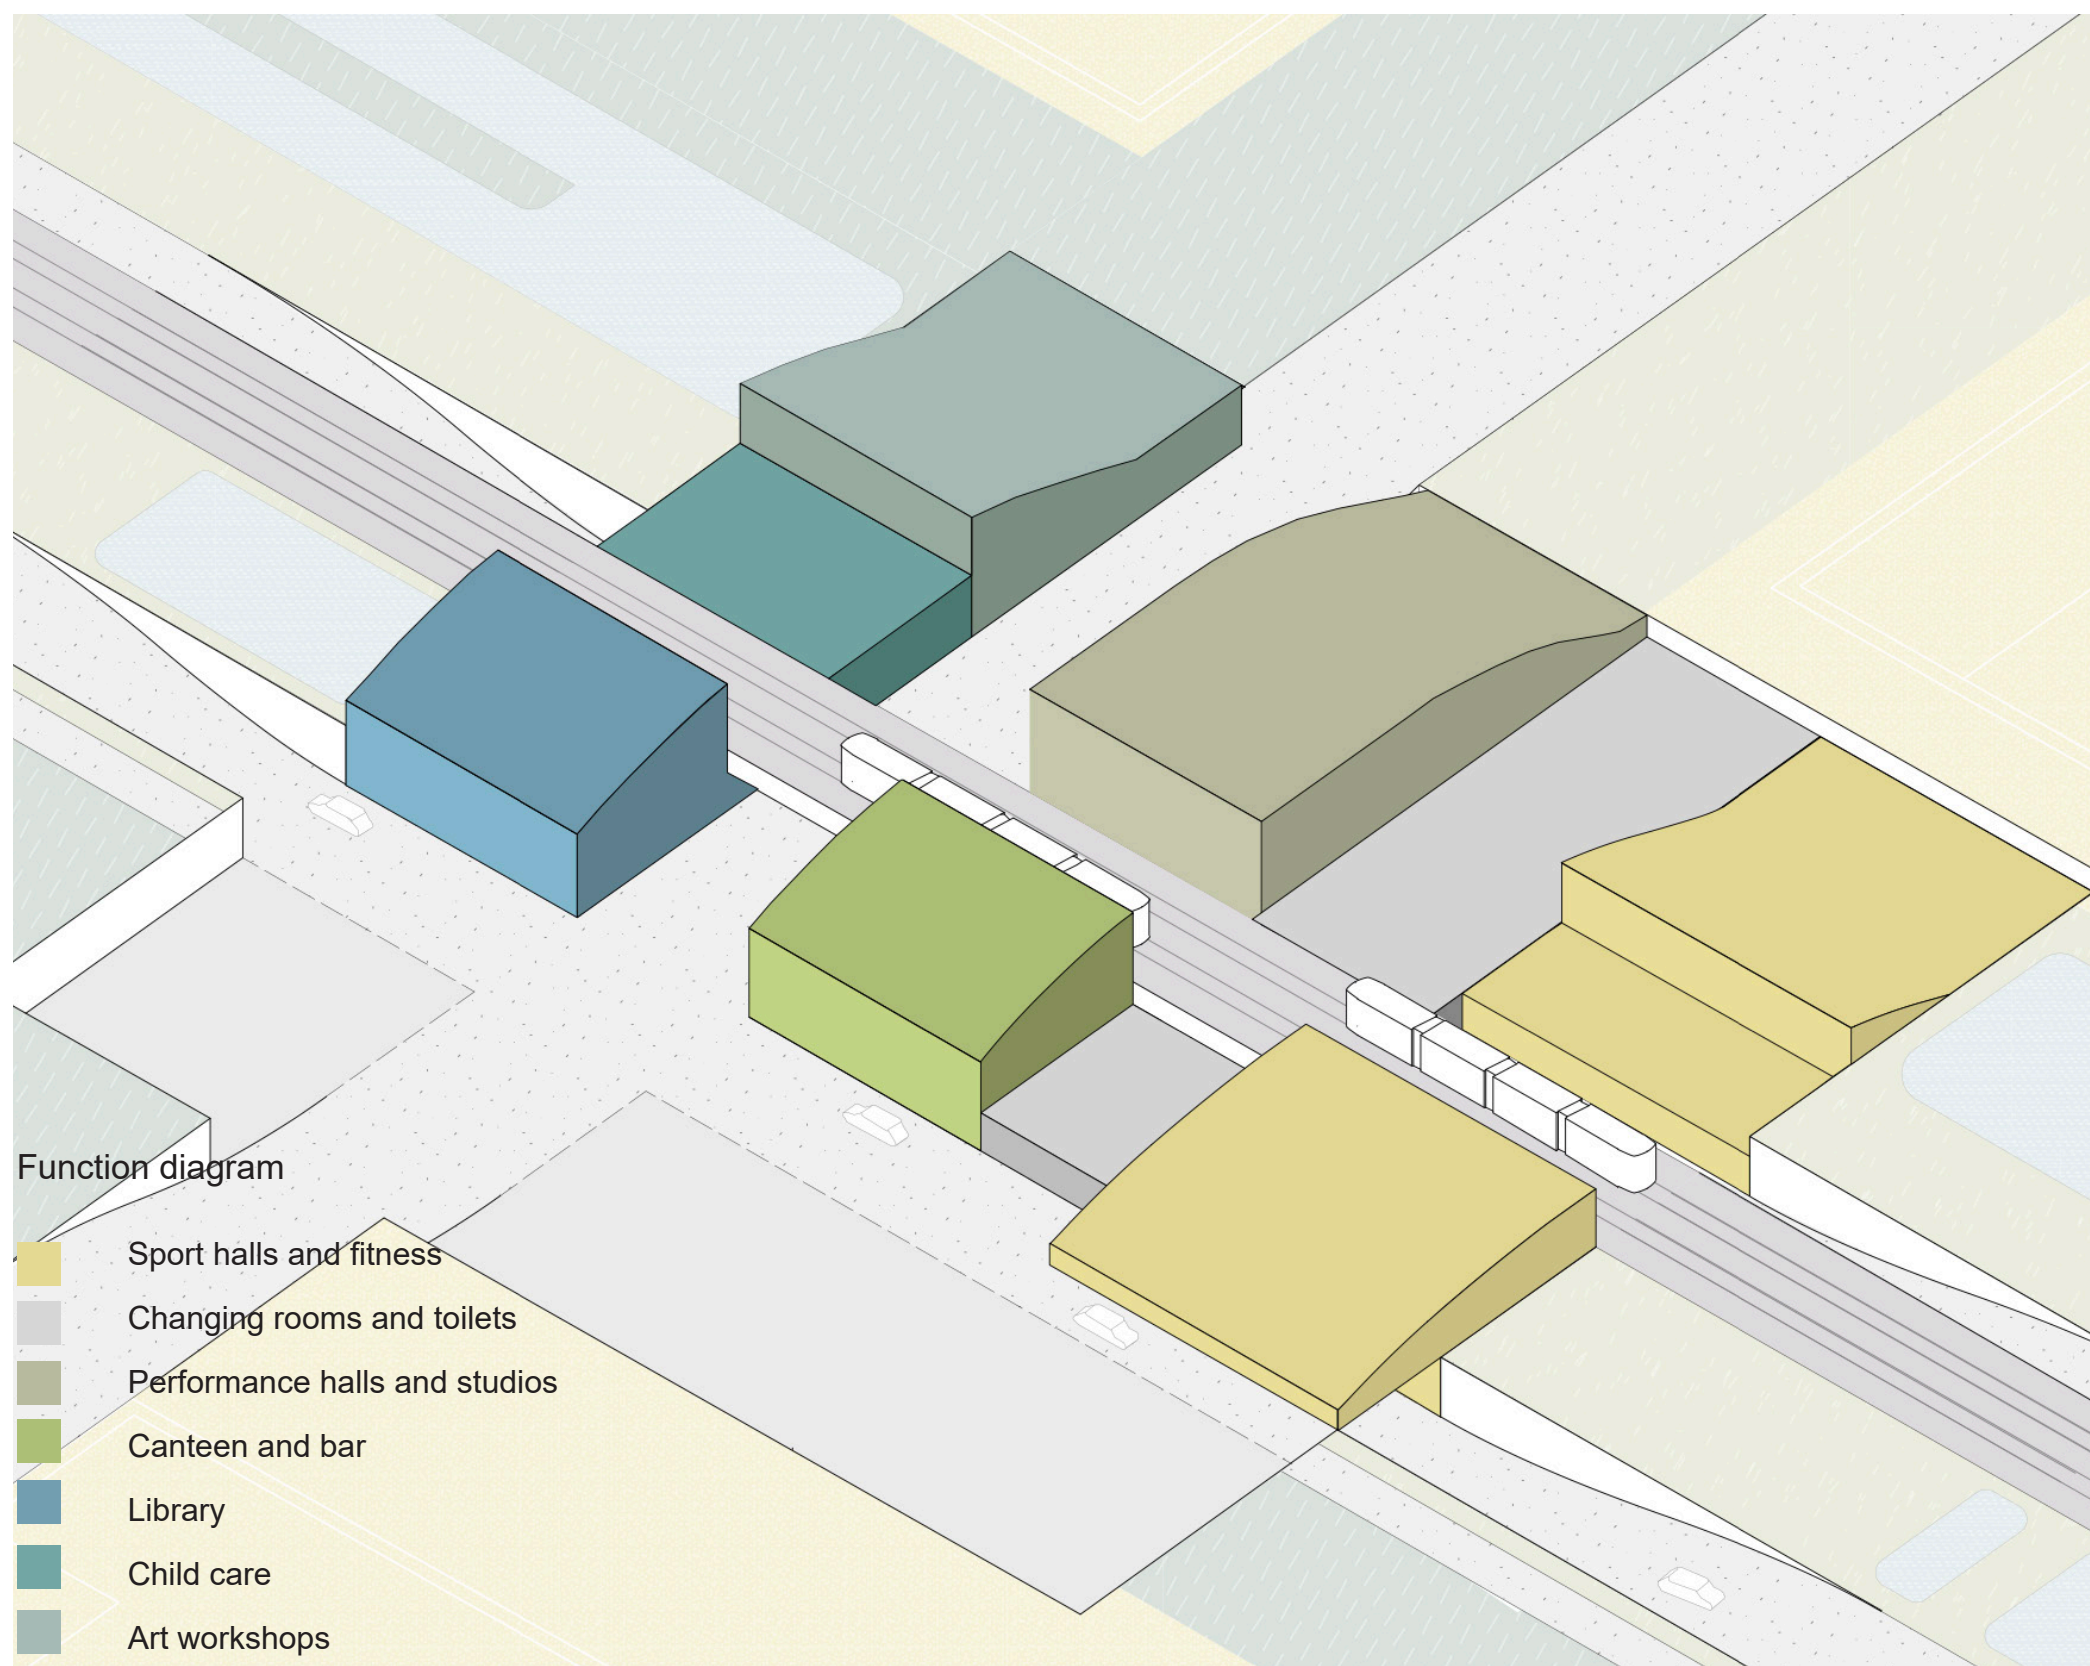 Function diagram
Sport halls and fitness
Changing rooms and toilets
Performance halls and studios
Canteen and bar
Library
Child care
Art workshops